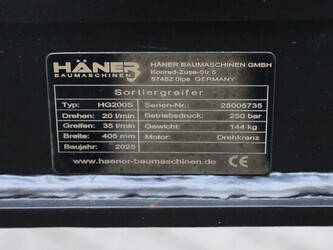 HÄNER
BAUMASCHINEN
HÄNER BAUMASCHINEN GMBH
Konrad-Zuse-Str.5
57462 Olpe GERMANY
Sortiergreifer
Typ: HG200S Serien-Nr.: 25005735
Drehen: 20 l/min Betriebsdruck: 250 bar
Greifen: 35 l/min Gewicht: 144 kg
Breite: 405 mm Motor: Drehkranz
Baujahr: 2025
www.haener-baumaschinen.de CE